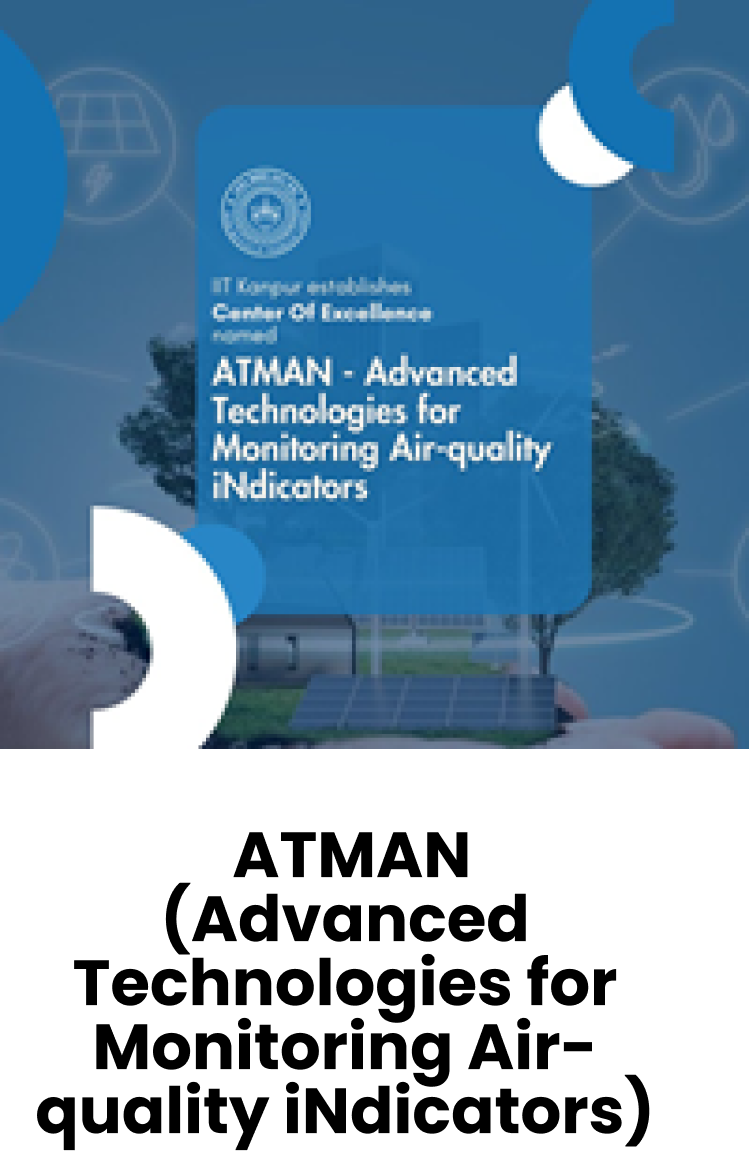 IIT Kanpur establishes
Center Of Excellence
named
ATMAN - Advanced
Technologies for
Monitoring Air-quality
iNdicators
ATMAN
(Advanced
Technologies for
Monitoring Air-
quality iNdicators)